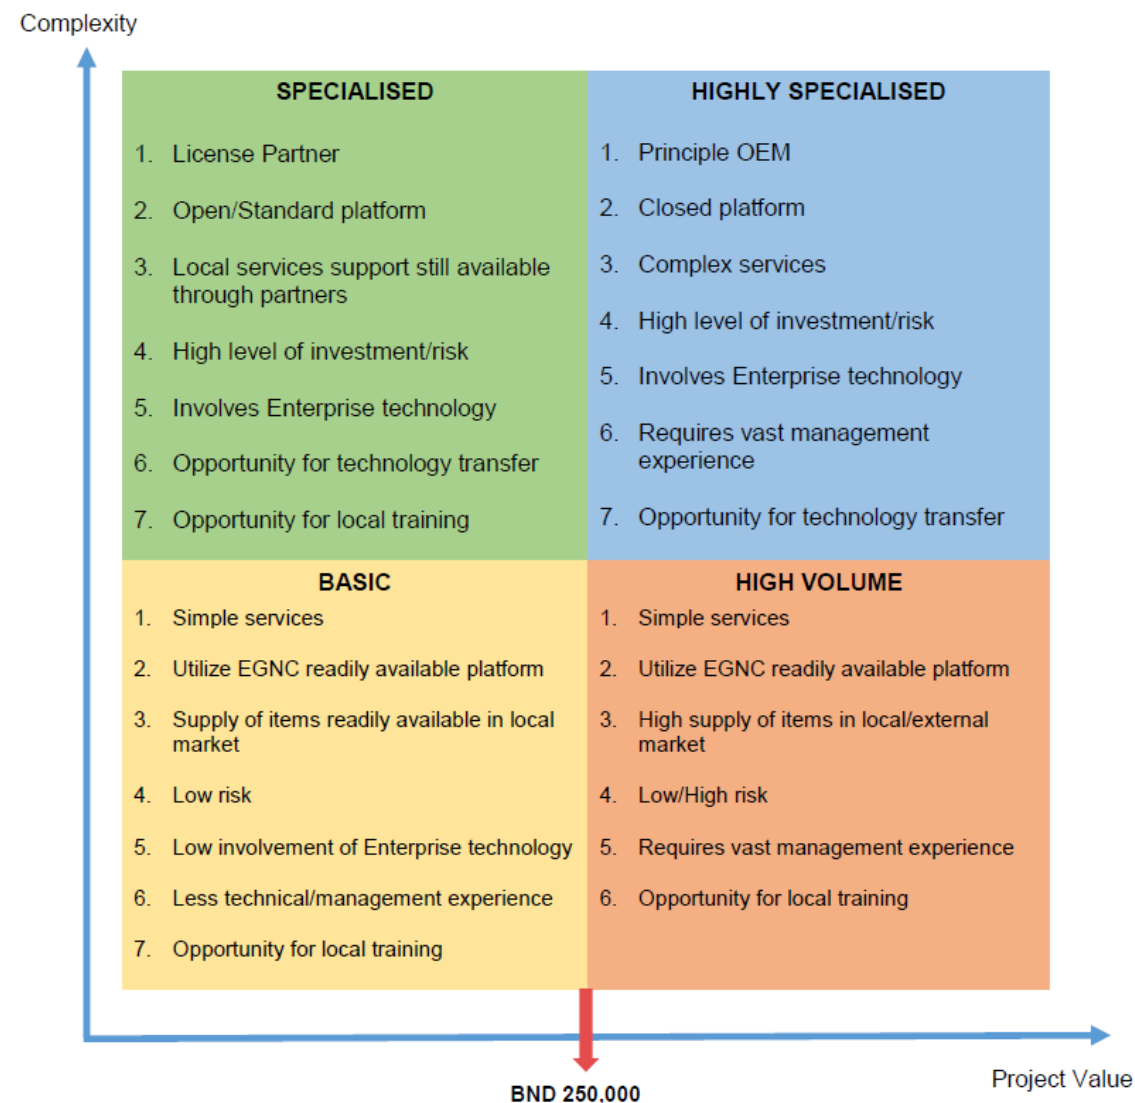 Complexity
SPECIALISED
1. License Partner
2. Open/Standard platform
3. Local services support still available
through partners
4. High level of investment/risk
5. Involves Enterprise technology
6. Opportunity for technology transfer
7. Opportunity for local training
HIGHLY SPECIALISED
1. Principle OEM
2. Closed platform
3. Complex services
4. High level of investment/risk
5. Involves Enterprise technology
6. Requires vast management
experience
7. Opportunity for technology transfer
BASIC
1. Simple services
2. Utilize EGNC readily available platform
3. Supply of items readily available in local
market
4. Low risk
5. Low involvement of Enterprise technology
6. Less technical/management experience
7. Opportunity for local training
HIGH VOLUME
1. Simple services
2. Utilize EGNC readily available platform
3. High supply of items in local/external
market
4. Low/High risk
5. Requires vast management experience
6. Opportunity for local training
Project Value
BND 250,000